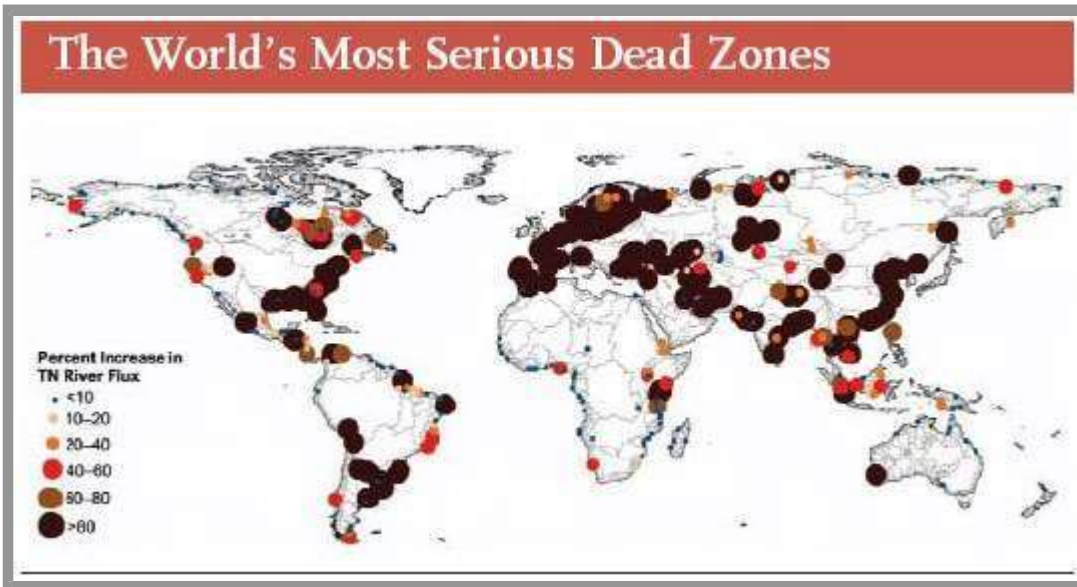 The World's Most Serious Dead Zones
Percent Increase in
TN River Flux
<10
10–20
20–40
40–60
60–80
>80